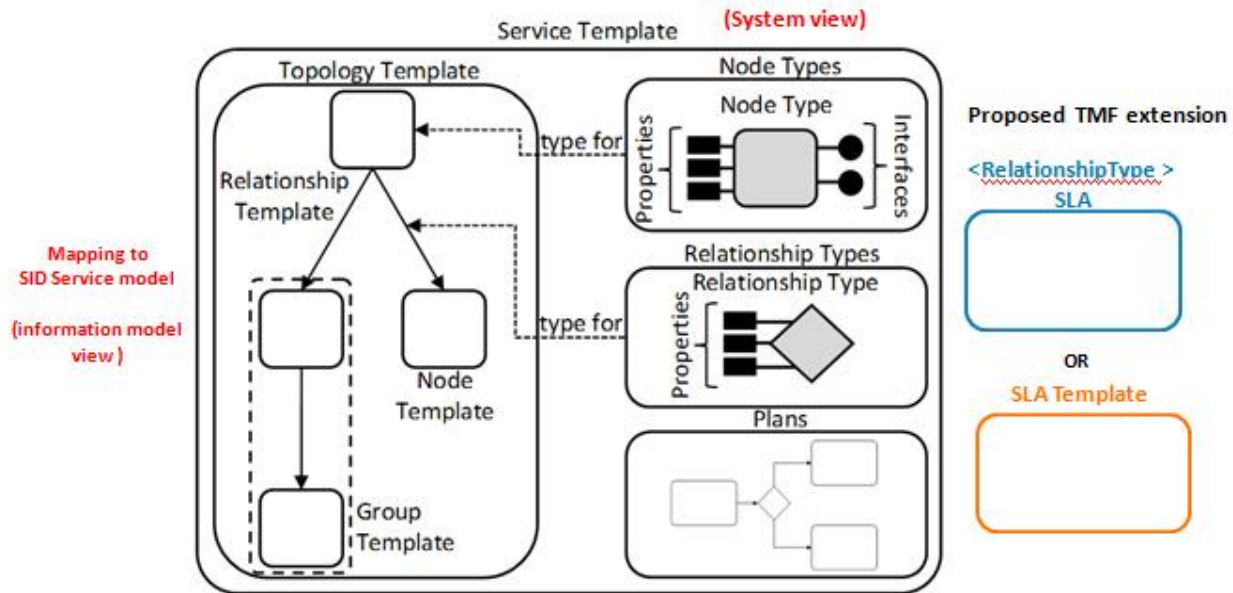 Service Template
(System view)
Topology Template
Relationship
Template
Node
Template
Group
Template
type for
type for
Node Types
Node Type
Properties
Interfaces
Relationship Types
Relationship Type
Properties
Plans
Mapping to
SID Service model
(information model
view )
Proposed TMF extension
<RelationshipType >
SLA
OR
SLA Template